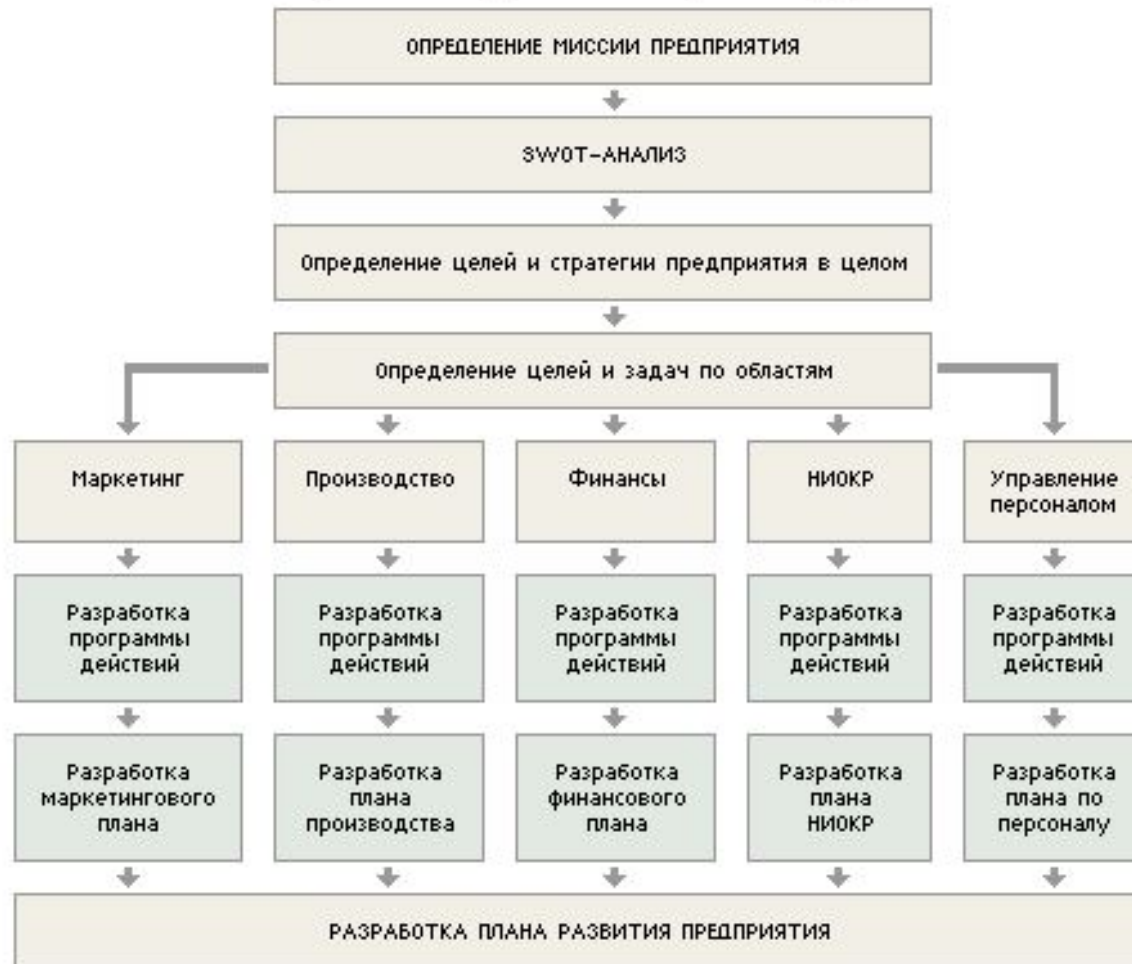 ОПРЕДЕЛЕНИЕ МИССИИ ПРЕДПРИЯТИЯ
SWOT-АНАЛИЗ
Определение целей и стратегии предприятия в целом
Определение целей и задач по областям
Маркетинг
Производство
Финансы
НИОКР
Управление
персоналом
Разработка
программы
действий
Разработка
программы
действий
Разработка
программы
действий
Разработка
программы
действий
Разработка
программы
действий
Разработка
маркетингового
плана
Разработка
плана
производства
Разработка
финансового
плана
Разработка
плана
НИОКР
Разработка
плана по
персоналу
РАЗРАБОТКА ПЛАНА РАЗВИТИЯ ПРЕДПРИЯТИЯ